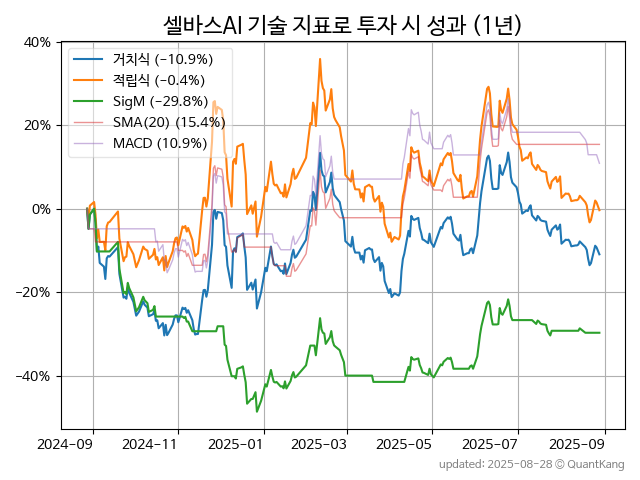 셀바스AI 기술 지표로 투자 시 성과 (1년)
40%
20%
0%
−20%
−40%
거치식 (−10.9%)
적립식 (−0.4%)
SigM (−29.8%)
SMA(20) (15.4%)
MACD (10.9%)
2024-09
2024-11
2025-01
2025-03
2025-05
2025-07
2025-09
updated: 2025-08-28 © QuantKang